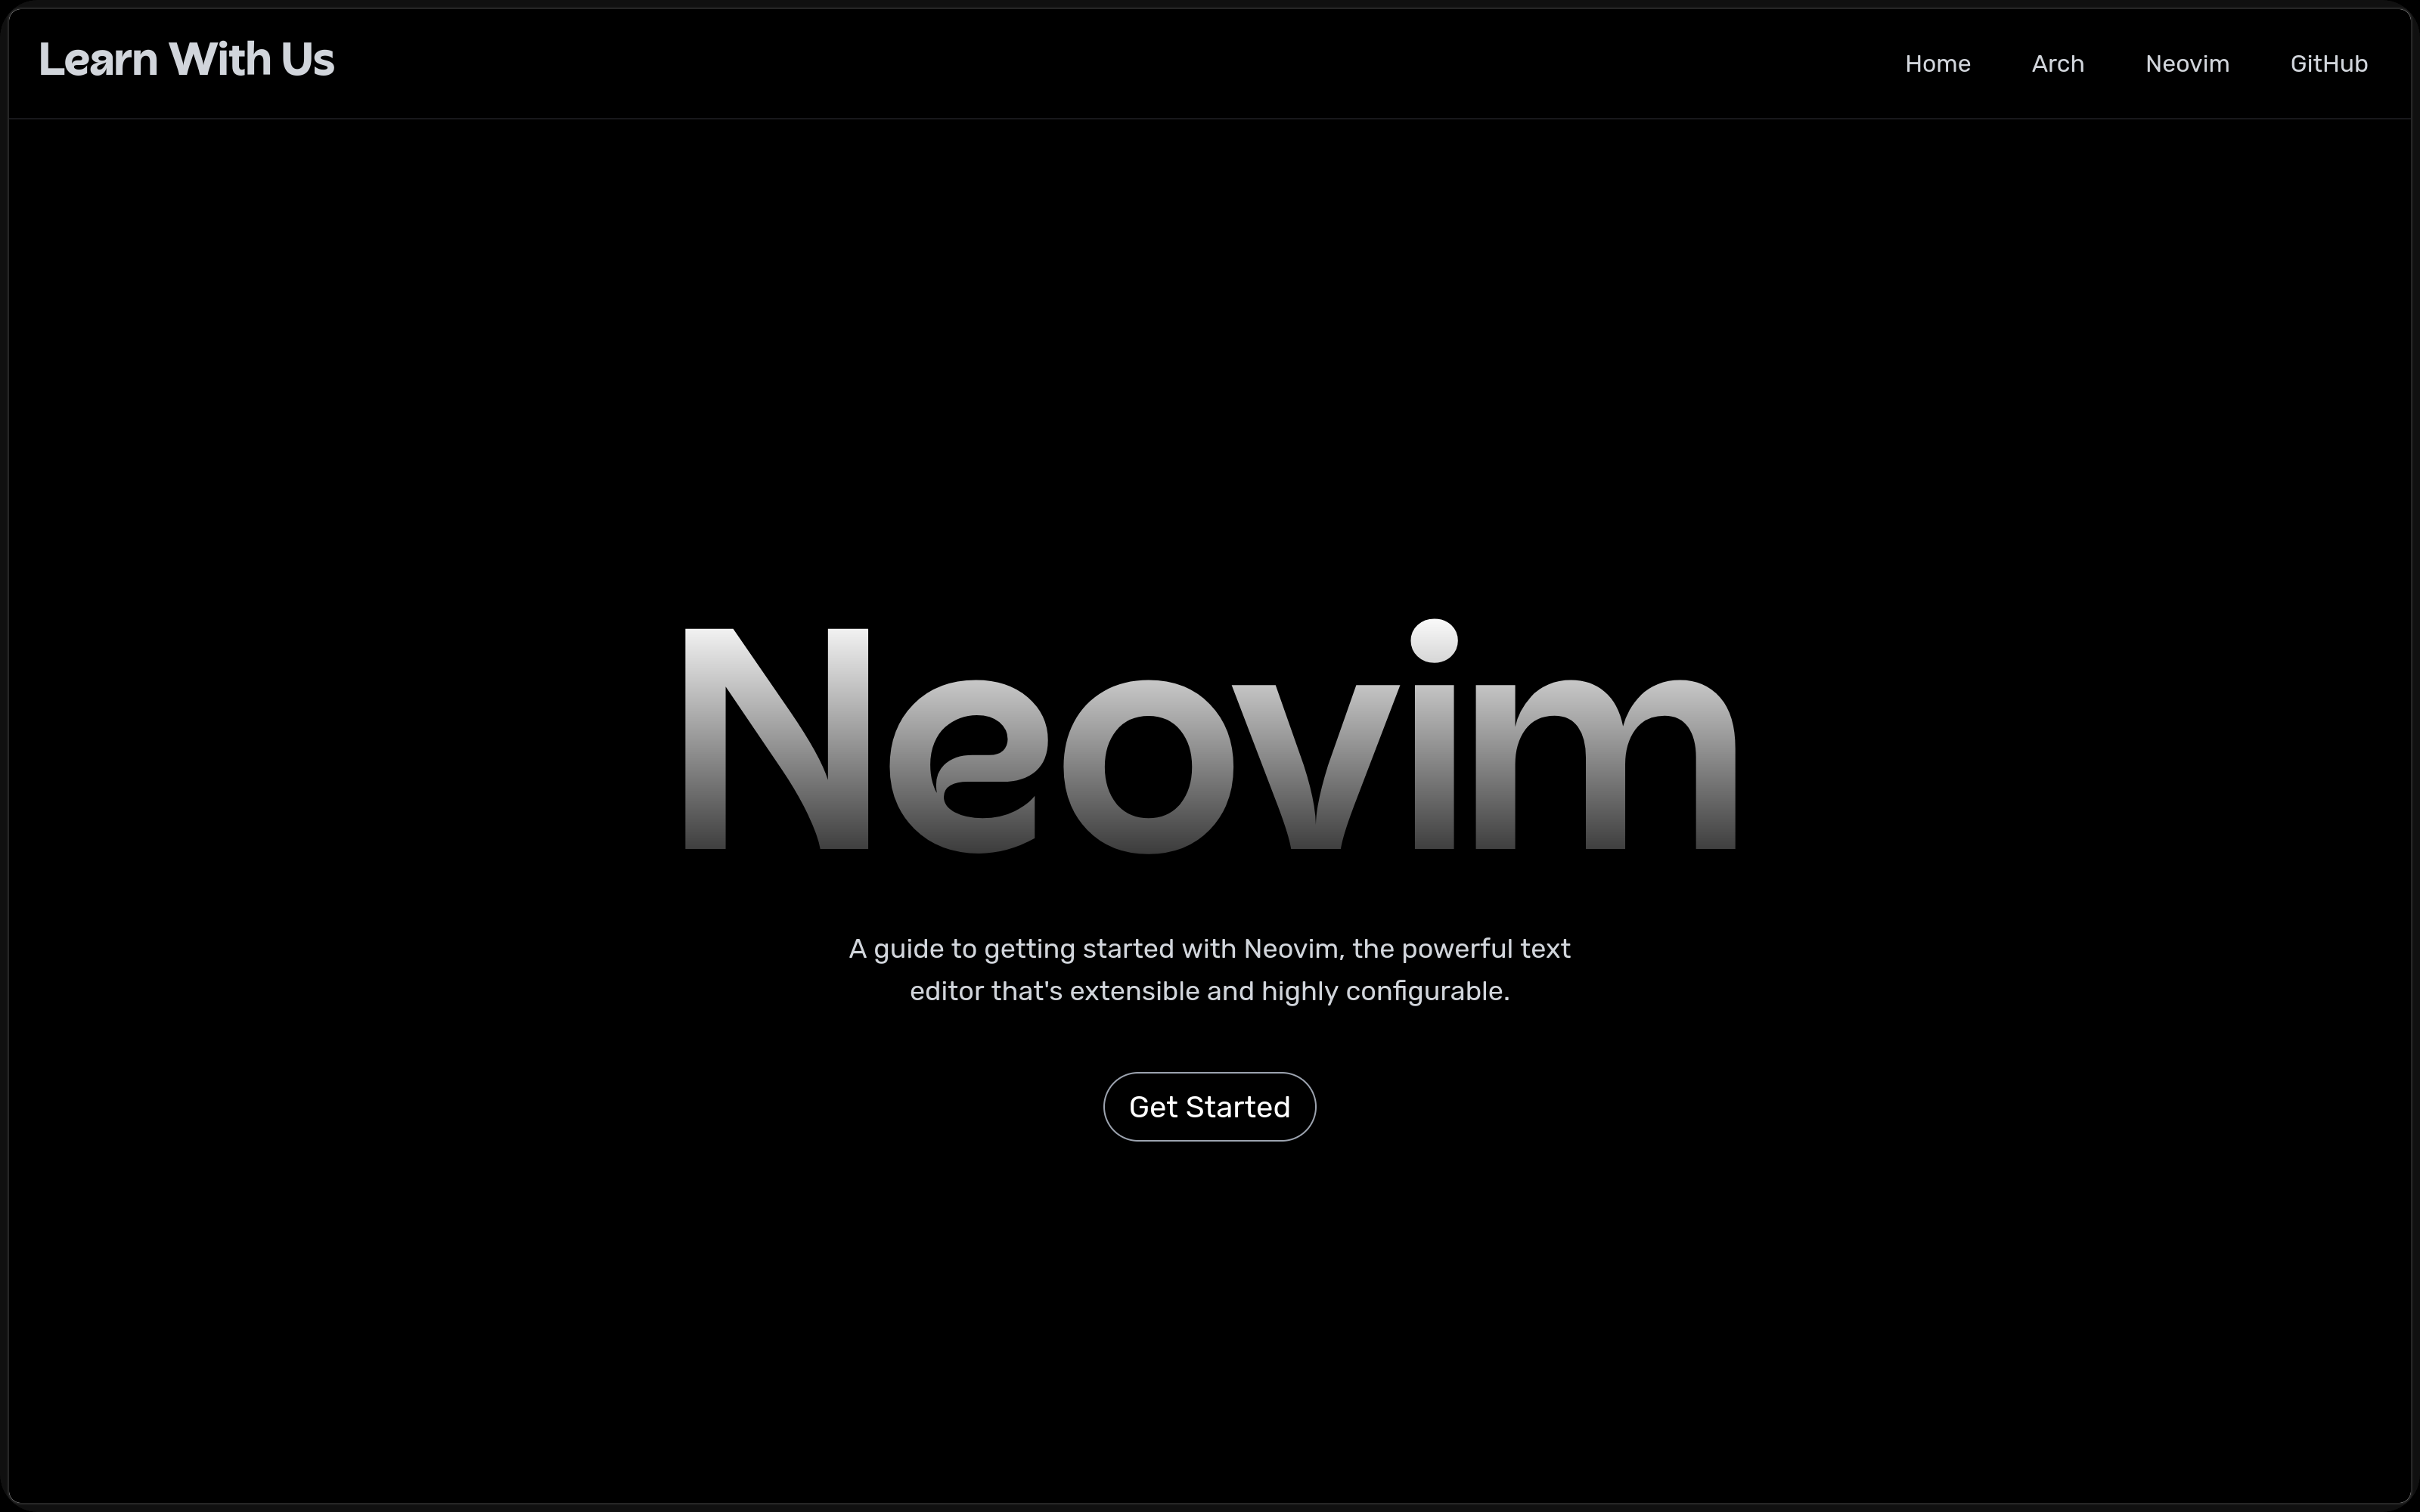 Learn With Us
Home Arch Neovim GitHub
Neovim
A guide to getting started with Neovim, the powerful text
editor that's extensible and highly configurable.
Get Started